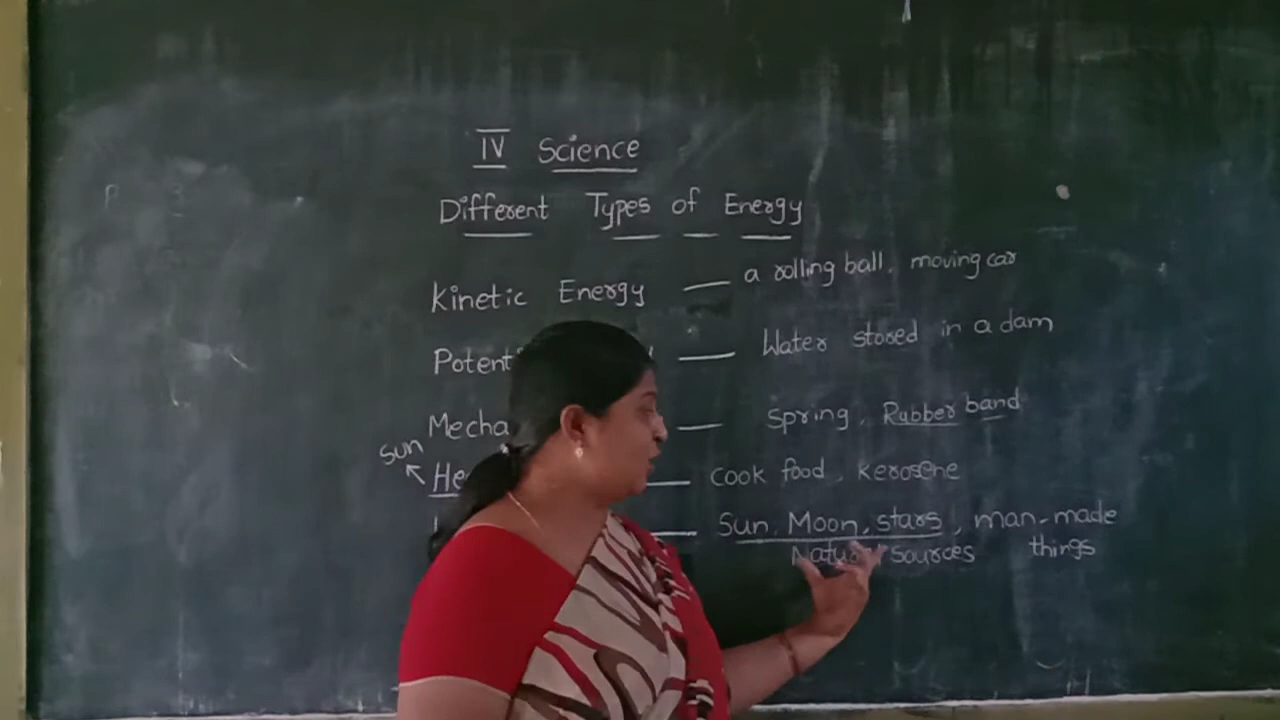 IV Science
Different Types of Energy
Kinetic Energy — a rolling ball, moving car
Potent — Water stored in a dam
Mecha — Spring, Rubber band
Sun
He — cook food, kerosene
— Sun, Moon, stars, man-made
sources things